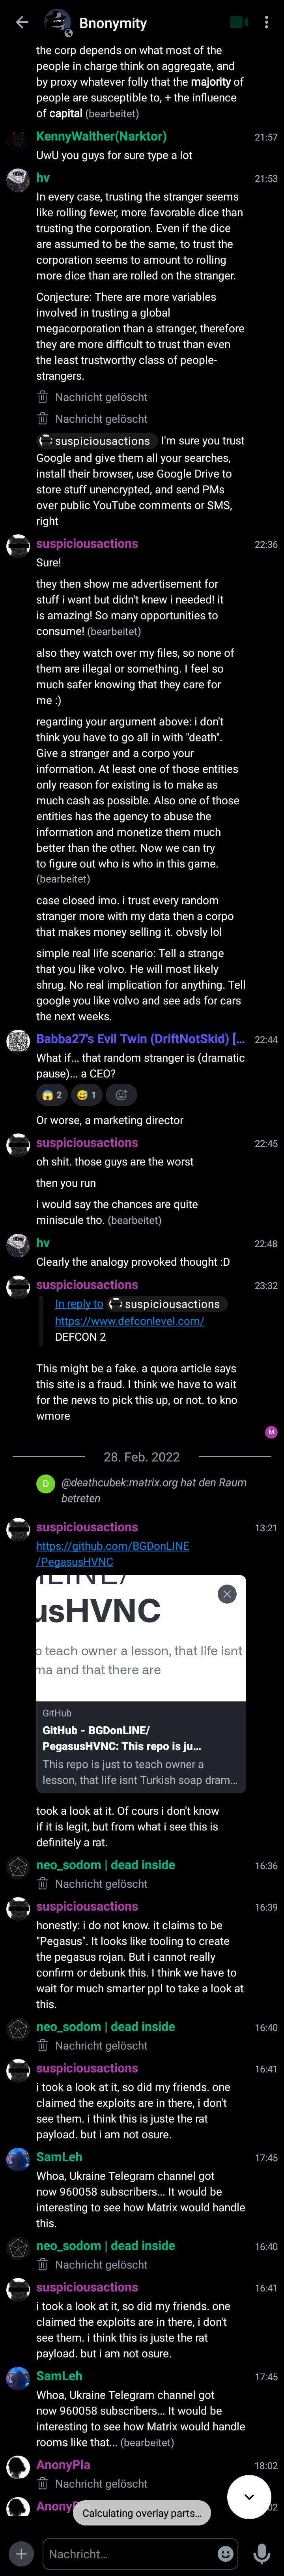 Bnonymity
the corp depends on what most of the
people in charge think on aggregate, and
by proxy whatever folly that the majority of
people are susceptible to, + the influence
of capital (bearbeitet)
KennyWalther(Narktor) 21:57
UwU you guys for sure type a lot
hv 21:53
In every case, trusting the stranger seems
like rolling fewer, more favorable dice than
trusting the corporation. Even if the dice
are assumed to be the same, to trust the
corporation seems to amount to rolling
more dice than are rolled on the stranger.
Conjecture: There are more variables
involved in trusting a global
megacorporation than a stranger, therefore
they are more difficult to trust than even
the least trustworthy class of people-
strangers.
Nachricht gelöscht
Nachricht gelöscht
suspiciousactions I'm sure you trust
Google and give them all your searches,
install their browser, use Google Drive to
store stuff unencrypted, and send PMs
over public YouTube comments or SMS,
right
suspiciousactions 22:36
Sure!
they then show me advertisement for
stuff i want but didn't knew i needed! it
is amazing! So many opportunities to
consume! (bearbeitet)
also they watch over my files, so none of
them are illegal or something. I feel so
much safer knowing that they care for
me :)
regarding your argument above: i don't
think you have to go all in with "death".
Give a stranger and a corpo your
information. At least one of those entities
only reason for existing is to make as
much cash as possible. Also one of those
entities has the agency to abuse the
information and monetize them much
better than the other. Now we can try
to figure out who is who in this game.
(bearbeitet)
case closed imo. i trust every random
stranger more with my data then a corpo
that makes money selling it. obvsly lol
simple real life scenario: Tell a strange
that you like volvo. He will most likely
shrug. No real implication for anything. Tell
google you like volvo and see ads for cars
the next weeks.
Babba27's Evil Twin (DriftNotSkid) [... 22:44
What if... that random stranger is (dramatic
pause)... a CEO?
2 1
Or worse, a marketing director
suspiciousactions 22:45
oh shit. those guys are the worst
then you run
i would say the chances are quite
miniscule tho. (bearbeitet)
hv 22:48
Clearly the analogy provoked thought :D
suspiciousactions 23:32
In reply to suspiciousactions
https://www.defconlevel.com/
DEFCON 2
This might be a fake. a quora article says
this site is a fraud. I think we have to wait
for the news to pick this up, or not. to kno
wmore
M
28. Feb. 2022
D @deathcubek:matrix.org hat den Raum
betreten
suspiciousactions 13:21
https://github.com/BGDonLINE
/PegasusHVNC
usHVNC
o teach owner a lesson, that life isnt
ma and that there are
GitHub
GitHub - BGDonLINE/
PegasusHVNC: This repo is ju...
This repo is just to teach owner a
lesson, that life isnt Turkish soap dram...
took a look at it. Of cours i don't know
if it is legit, but from what i see this is
definitely a rat.
neo_sodom | dead inside 16:36
Nachricht gelöscht
suspiciousactions 16:39
honestly: i do not know. it claims to be
"Pegasus". It looks like tooling to create
the pegasus rojan. But i cannot really
confirm or debunk this. I think we have to
wait for much smarter ppl to take a look at
this.
neo_sodom | dead inside 16:40
Nachricht gelöscht
suspiciousactions 16:41
i took a look at it, so did my friends. one
claimed the exploits are in there, i don't
see them. i think this is juste the rat
payload. but i am not osure.
SamLeh 17:45
Whoa, Ukraine Telegram channel got
now 960058 subscribers... It would be
interesting to see how Matrix would handle
this.
neo_sodom | dead inside 16:40
Nachricht gelöscht
suspiciousactions 16:41
i took a look at it, so did my friends. one
claimed the exploits are in there, i don't
see them. i think this is juste the rat
payload. but i am not osure.
SamLeh 17:45
Whoa, Ukraine Telegram channel got
now 960058 subscribers... It would be
interesting to see how Matrix would handle
rooms like that... (bearbeitet)
AnonyPla 18:02
Nachricht gelöscht
Calculating overlay parts...
Nachricht...